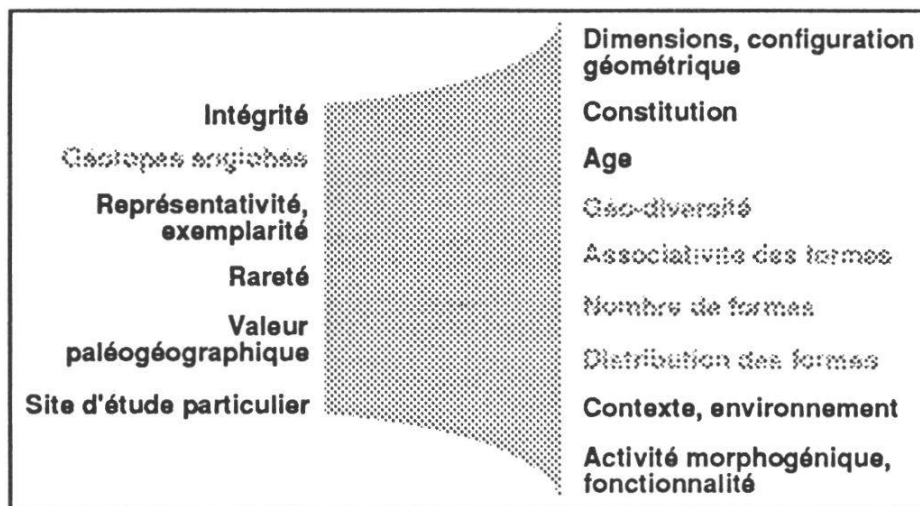 Intégrité
Géotopes englobés
Représentativité,
exemplarité
Rareté
Valeur
paléogéographique
Site d'étude particulier
Dimensions, configuration
géométrique
Constitution
Age
Géo-diversité
Associativité des formes
Nombre de formes
Distribution des formes
Contexte, environnement
Activité morphogénique,
fonctionnalité